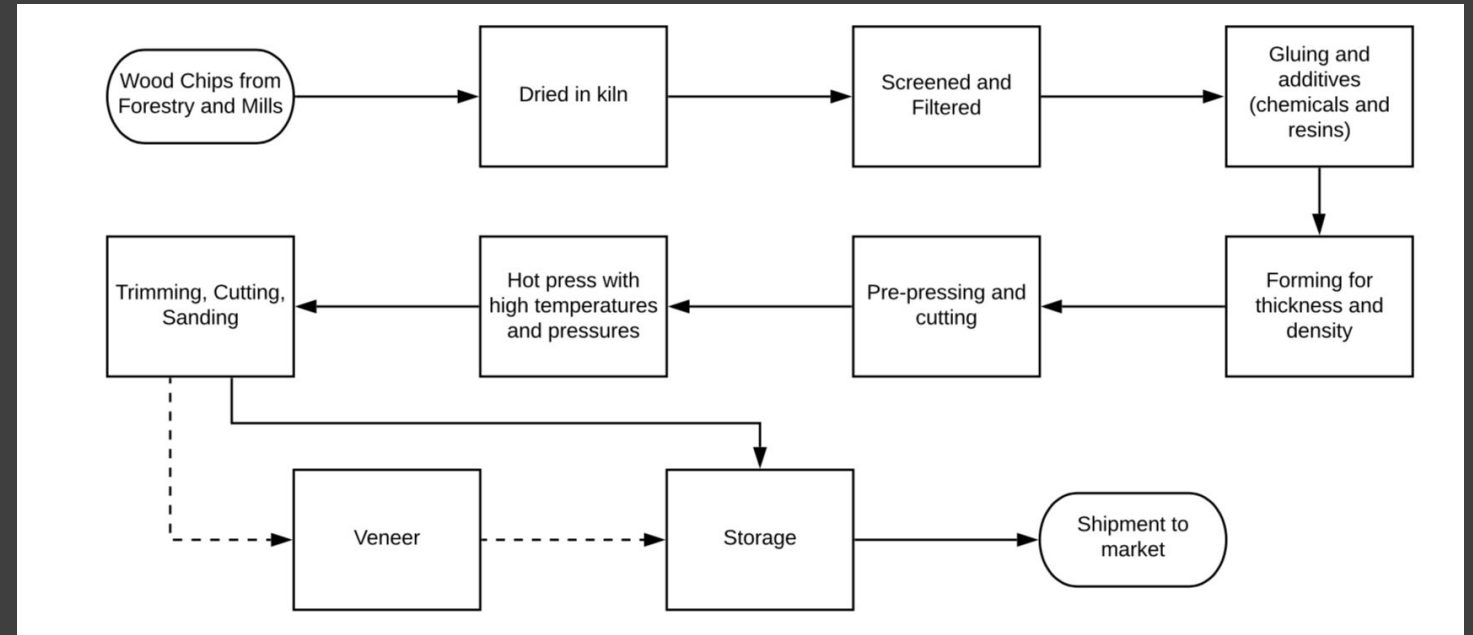 Wood Chips from
Forestry and Mills
Dried in kiln
Screened and
Filtered
Gluing and
additives
(chemicals and
resins)
Trimming, Cutting,
Sanding
Hot press with
high temperatures
and pressures
Pre-pressing and
cutting
Forming for
thickness and
density
Veneer
Storage
Shipment to
market